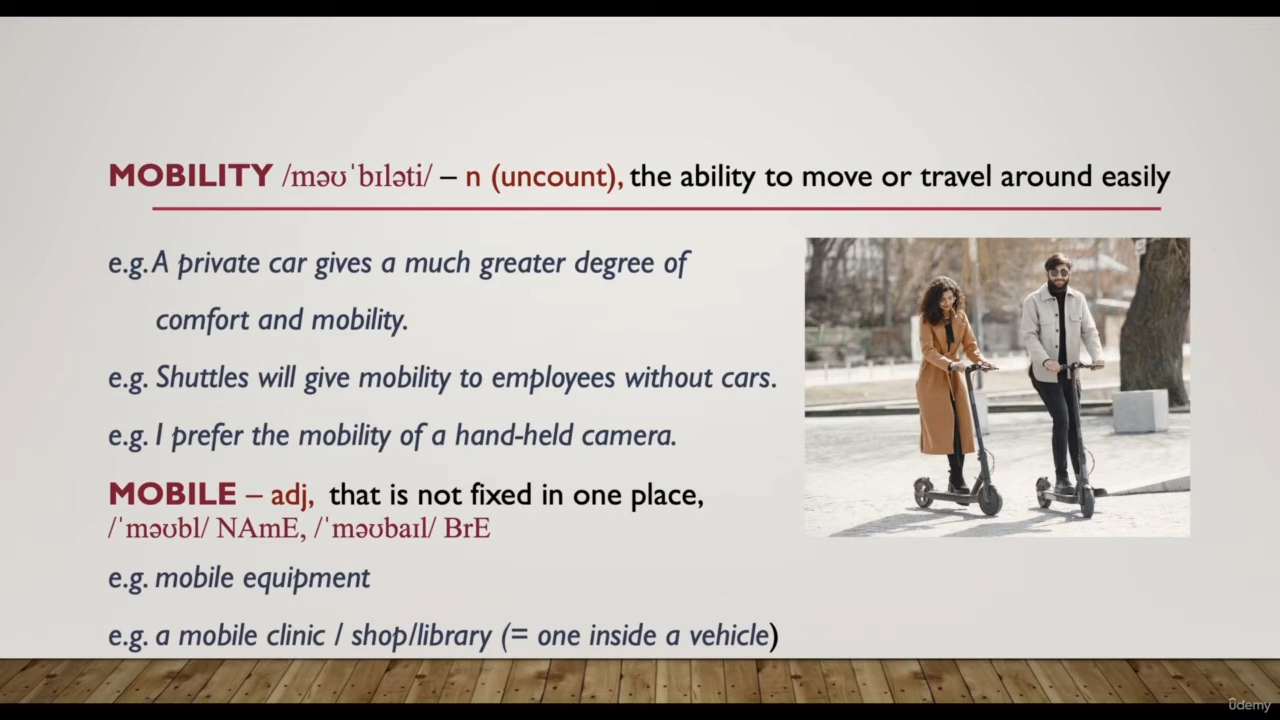 MOBILITY /məʊˈbɪləti/ – n (uncount), the ability to move or travel around easily
e.g. A private car gives a much greater degree of
comfort and mobility.
e.g. Shuttles will give mobility to employees without cars.
e.g. I prefer the mobility of a hand-held camera.
MOBILE – adj, that is not fixed in one place,
/ˈməʊbl/ NAmE, /ˈməʊbaɪl/ BrE
e.g. mobile equipment
e.g. a mobile clinic / shop/library (= one inside a vehicle)
ûdemy